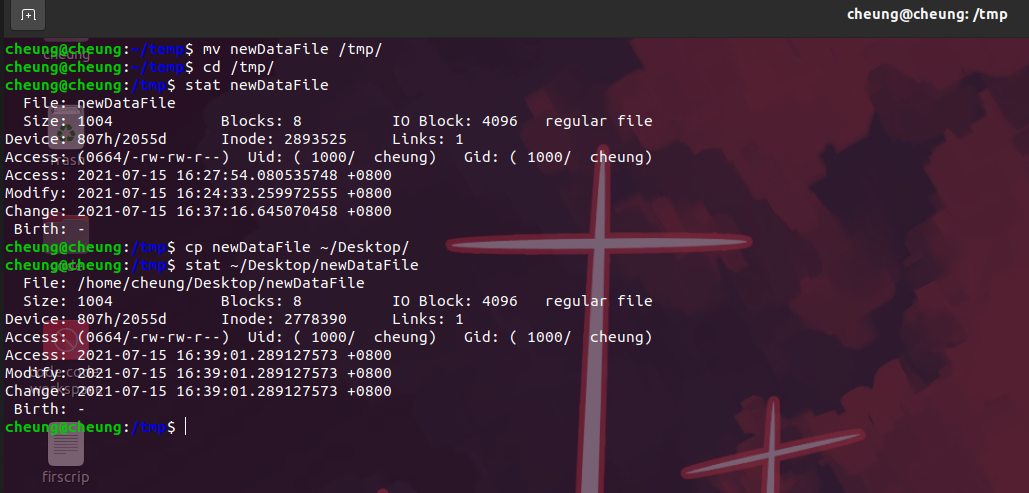 cheung@cheung: /tmp
cheung@cheung:~/temp$ mv newDataFile /tmp/
cheung@cheung:~/temp$ cd /tmp/
cheung@cheung:/tmp$ stat newDataFile
  File: newDataFile
  Size: 1004            Blocks: 8          IO Block: 4096   regular file
Device: 807h/2055d      Inode: 2893525     Links: 1
Access: (0664/-rw-rw-r--)  Uid: ( 1000/  cheung)   Gid: ( 1000/  cheung)
Access: 2021-07-15 16:27:54.080535748 +0800
Modify: 2021-07-15 16:24:33.259972555 +0800
Change: 2021-07-15 16:37:16.645070458 +0800
 Birth: -
cheung@cheung:/tmp$ cp newDataFile ~/Desktop/
cheung@cheung:/tmp$ stat ~/Desktop/newDataFile
  File: /home/cheung/Desktop/newDataFile
  Size: 1004            Blocks: 8          IO Block: 4096   regular file
Device: 807h/2055d      Inode: 2778390     Links: 1
Access: (0664/-rw-rw-r--)  Uid: ( 1000/  cheung)   Gid: ( 1000/  cheung)
Access: 2021-07-15 16:39:01.289127573 +0800
Modify: 2021-07-15 16:39:01.289127573 +0800
Change: 2021-07-15 16:39:01.289127573 +0800
 Birth: -
cheung@cheung:/tmp$
cheung
Trash
firscrip